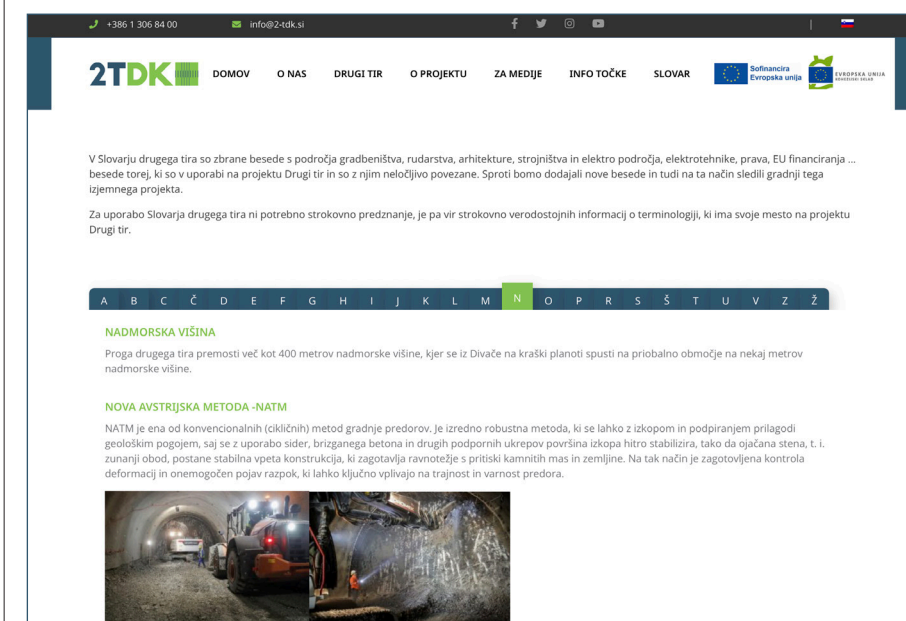 +386 1 306 84 00
info@2-tdk.si
2TDK
DOMOV
O NAS
DRUGI TIR
O PROJEKTU
ZA MEDIJE
INFO TOČKE
SLOVAR
Sofinancira
Evropska unija
EVROPSKA UNIJA
KOHEZIJSKI SKLAD
V Slovarju drugega tira so zbrane besede s področja gradbeništva, rudarstva, arhitekture, strojništva in elektro področja, elektrotehnike, prava, EU financiranja ...
besede torej, ki so v uporabi na projektu Drugi tir in so z njim neločljivo povezane. Sproti bomo dodajali nove besede in tudi na ta način sledili gradnji tega
izjemnega projekta.
Za uporabo Slovarja drugega tira ni potrebno strokovno predznanje, je pa vir strokovno verodostojnih informacij o terminologiji, ki ima svoje mesto na projektu
Drugi tir.
A B C Č D E F G H I J K L M N O P R S Š T U V Z Ž
NADMORSKA VIŠINA
Proga drugega tira premosti več kot 400 metrov nadmorske višine, kjer se iz Divače na kraški planoti spusti na priobalno območje na nekaj metrov
nadmorske višine.
NOVA AVSTRIJSKA METODA -NATM
NATM je ena od konvencionalnih (cikličnih) metod gradnje predorov. Je izredno robustna metoda, ki se lahko z izkopom in podpiranjem prilagodi
geološkim pogojem, saj se z uporabo sider, brizganega betona in drugih podpornih ukrepov površina izkopa hitro stabilizira, tako da ojačana stena, t. i.
zunanji obod, postane stabilna vpeta konstrukcija, ki zagotavlja ravnotežje s pritiski kamnitih mas in zemljine. Na tak način je zagotovljena kontrola
deformacij in onemogočen pojav razpok, ki lahko ključno vplivajo na trajnost in varnost predora.